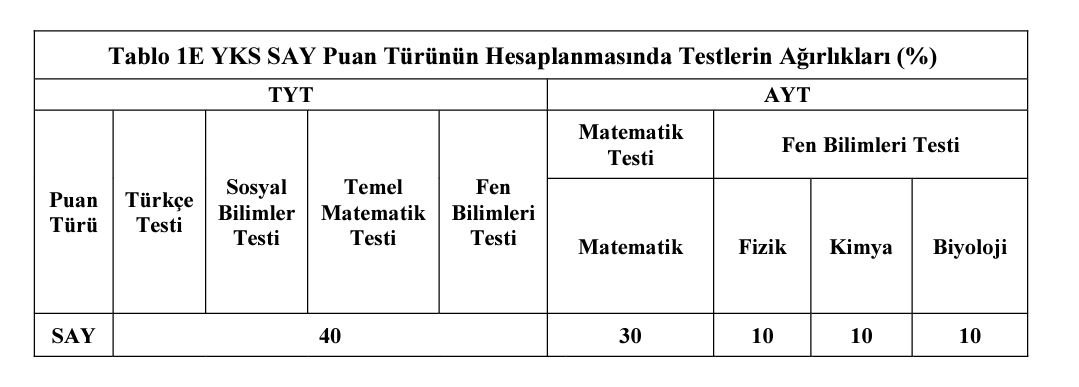 Tablo 1E YKS SAY Puan Türünün Hesaplanmasında Testlerin Ağırlıkları (%)
TYT
AYT
Puan
Türü
Türkçe
Testi
Sosyal
Bilimler
Testi
Temel
Matematik
Testi
Fen
Bilimleri
Testi
Matematik
Testi
Fen Bilimleri Testi
Matematik
Fizik
Kimya
Biyoloji
SAY
40
30
10
10
10